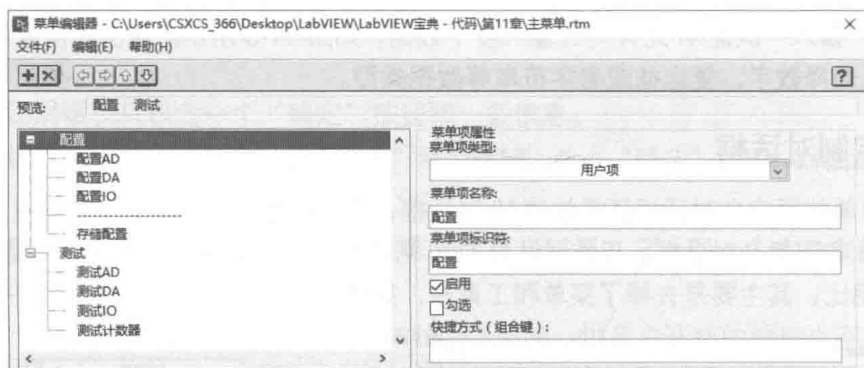 菜单编辑器 - C:\Users\CSXCS_366\Desktop\LabVIEW\LabVIEW宝典 - 代码\第11章\主菜单.rtm
文件(F) 编辑(E) 帮助(H)
预览: 配置 测试
配置
配置AD
配置DA
配置IO
--------------------
存储配置
测试
测试AD
测试DA
测试IO
测试计数器
菜单项属性
菜单项类型:
用户项
菜单项名称:
配置
菜单项标识符:
配置
启用
勾选
快捷方式（组合键）: